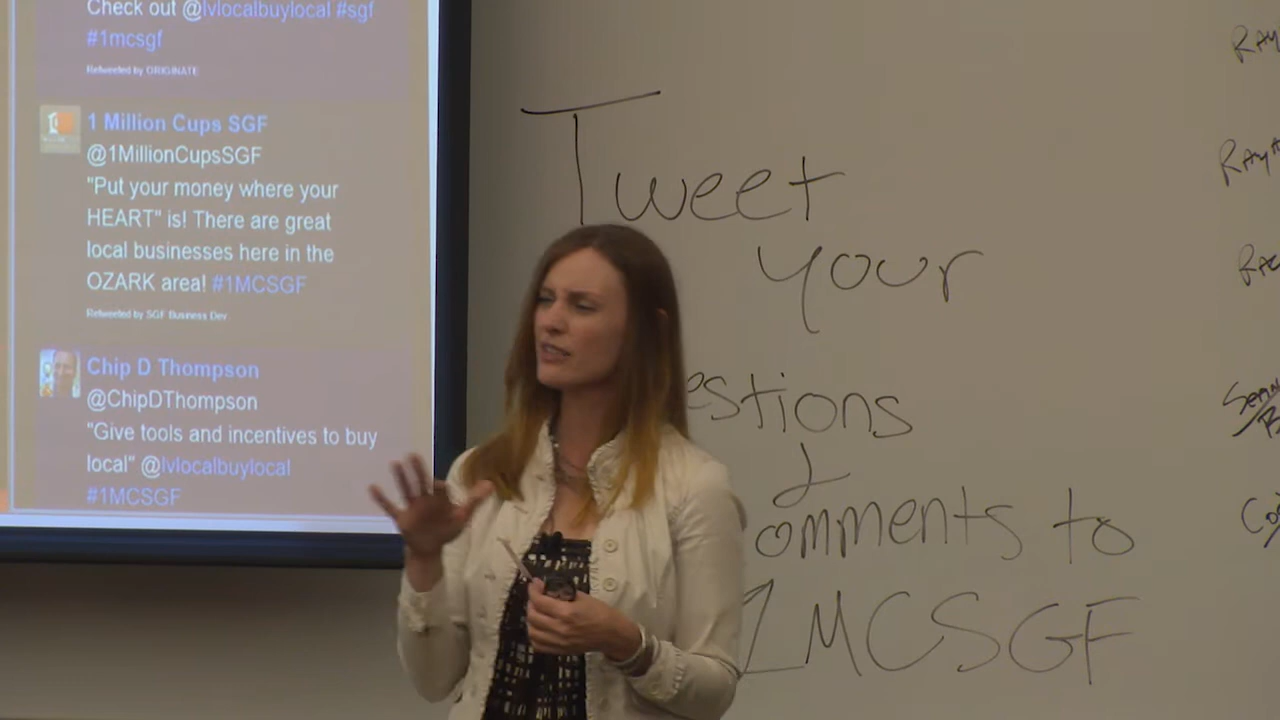 Check out @lvlocalbuylocal #sgf
#1mcsgf
Retweeted by ORIGINATE
1 Million Cups SGF
@1MillionCupsSGF
"Put your money where your
HEART" is! There are great
local businesses here in the
OZARK area! #1MCSGF
Retweeted by SGF Business Dev
Chip D Thompson
@ChipDThompson
"Give tools and incentives to buy
local" @lvlocalbuylocal
#1MCSGF
Tweet
your
estions
&
omments to
1MCSGF